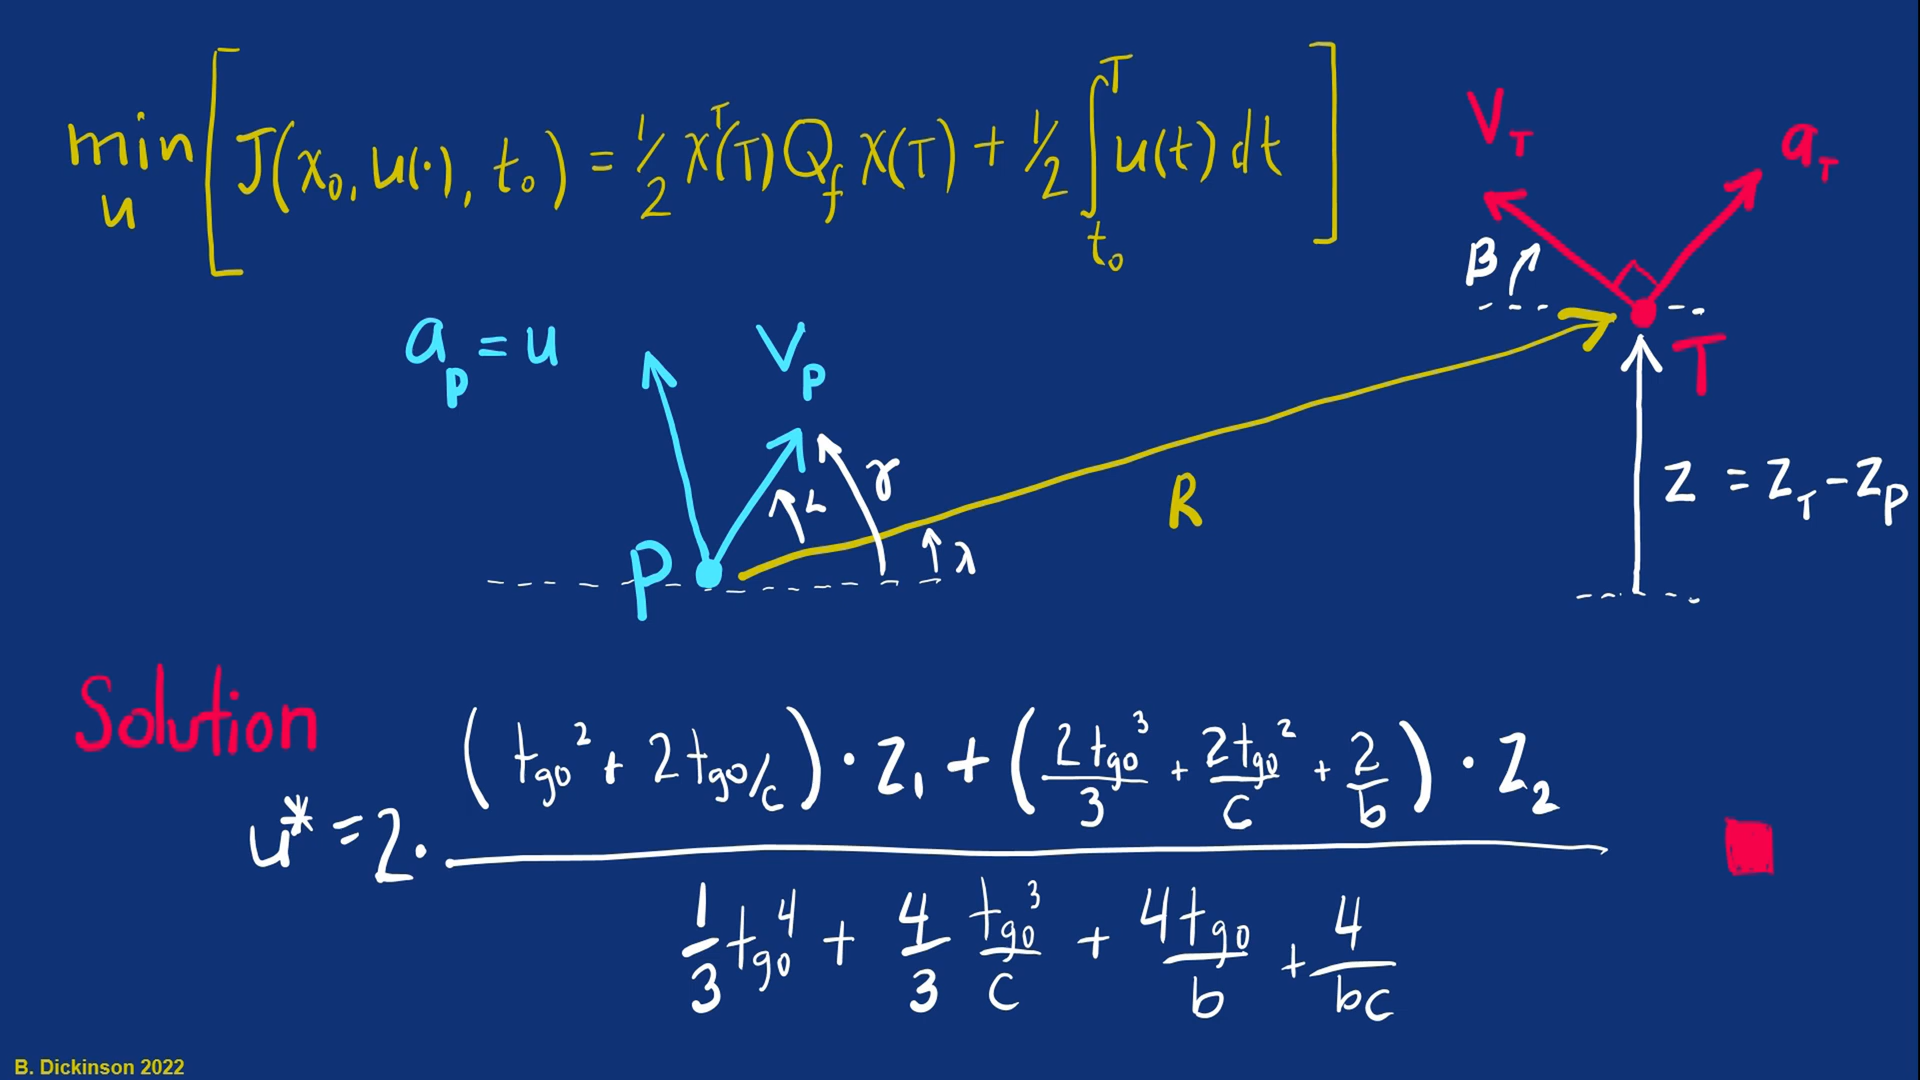 min u [ J(x₀, u(·), t₀) = ½ xᵀ(T) Q_f x(T) + ½ ∫_{t₀}^{T} u(t) dt ]
V_T
a_T
β
a_p = u
V_p
T
γ
L
R
Z = Z_T - Z_P
P
λ
Solution
u* = 2 · ((t_go² + 2t_go/c) · Z₁ + (2t_go³/3 + 2t_go²/c + 2/b) · Z₂) / (1/3 t_go⁴ + 4/3 t_go³/c + 4t_go/b + 4/bc)
B. Dickinson 2022